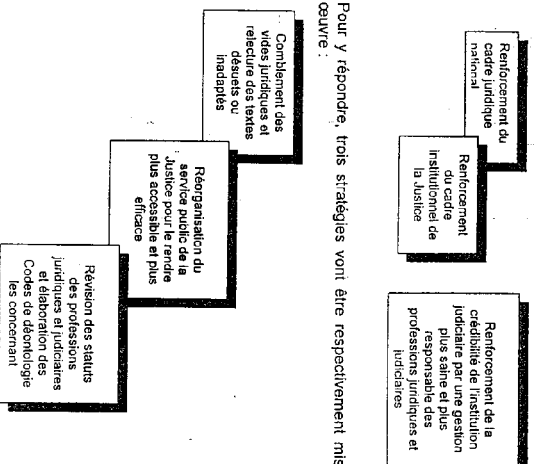 Renforcement du
cadre juridique
national
Renforcement
du cadre
institutionnel de
la Justice
Renforcement de la
crédibilité de l'institution
judiciaire par une gestion
plus saine et plus
responsable des
professions juridiques et
judiciaires
Pour y répondre, trois stratégies vont être respectivement mis
œuvre :
Comblement des
vides juridiques et
relecture des textes
désuets ou
inadaptés
Réorganisation du
service public de la
Justice pour le rendre
plus accessible et plus
efficace
Révision des statuts
des professions
juridiques et judiciaires
et élaboration des
Codes de déontologie
les concernant